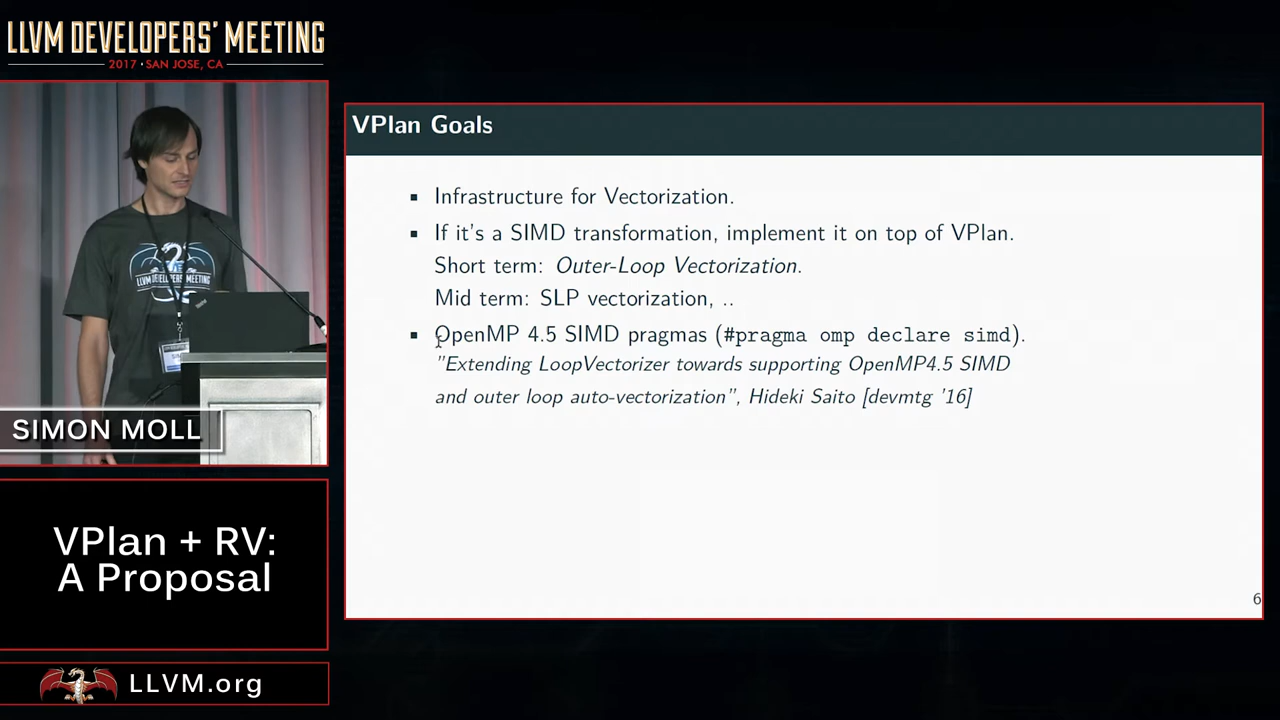 LLVM DEVELOPERS' MEETING
2017 · SAN JOSE, CA
VPlan Goals
Infrastructure for Vectorization.
If it's a SIMD transformation, implement it on top of VPlan.
Short term: Outer-Loop Vectorization.
Mid term: SLP vectorization, ..
OpenMP 4.5 SIMD pragmas (#pragma omp declare simd).
"Extending LoopVectorizer towards supporting OpenMP4.5 SIMD
and outer loop auto-vectorization", Hideki Saito [devmtg '16]
6
LLVM DEVELOPERS' MEETING
SIMON MOLL
VPlan + RV:
A Proposal
LLVM.org